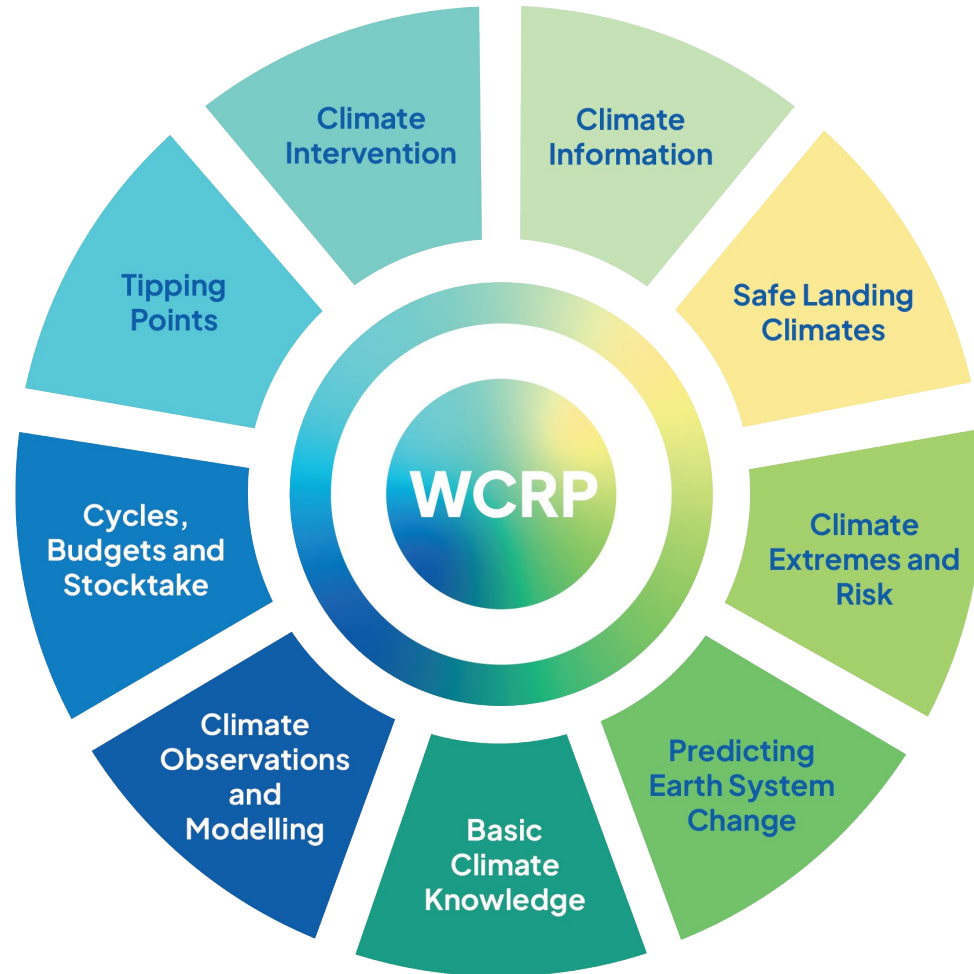 Climate
Intervention
Climate
Information
Tipping
Points
Safe Landing
Climates
WCRP
Cycles,
Budgets and
Stocktake
Climate
Extremes and
Risk
Climate
Observations
and
Modelling
Predicting
Earth System
Change
Basic
Climate
Knowledge